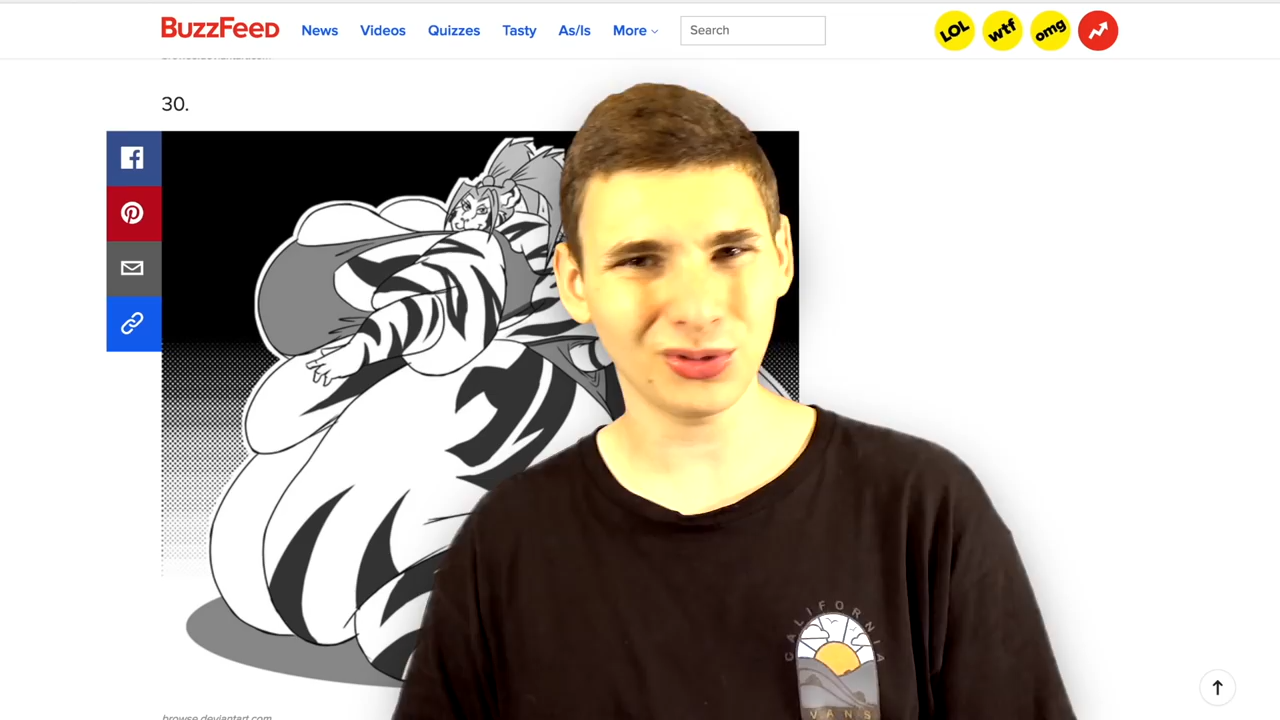 BuzzFeed News Videos Quizzes Tasty As/Is More Search LOL wtf omg
30.
CALIFORNIA
VANS
browse.deviantart.com